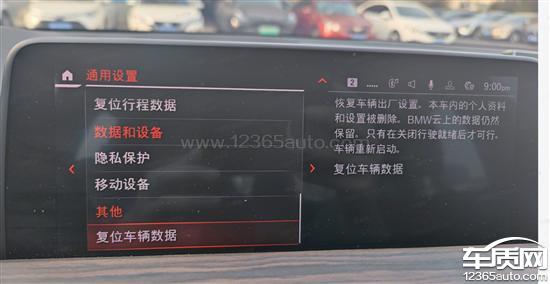 通用设置
2
9:00pm
复位行程数据
数据和设备
隐私保护
移动设备
其他
复位车辆数据
恢复车辆出厂设置。本车内的个人资料
和设置被删除。BMW云上的数据仍然
保留。只有在关闭行驶就绪后才可行。
车辆重新启动。
复位车辆数据
www.12365auto.com
车质网
12365auto.com